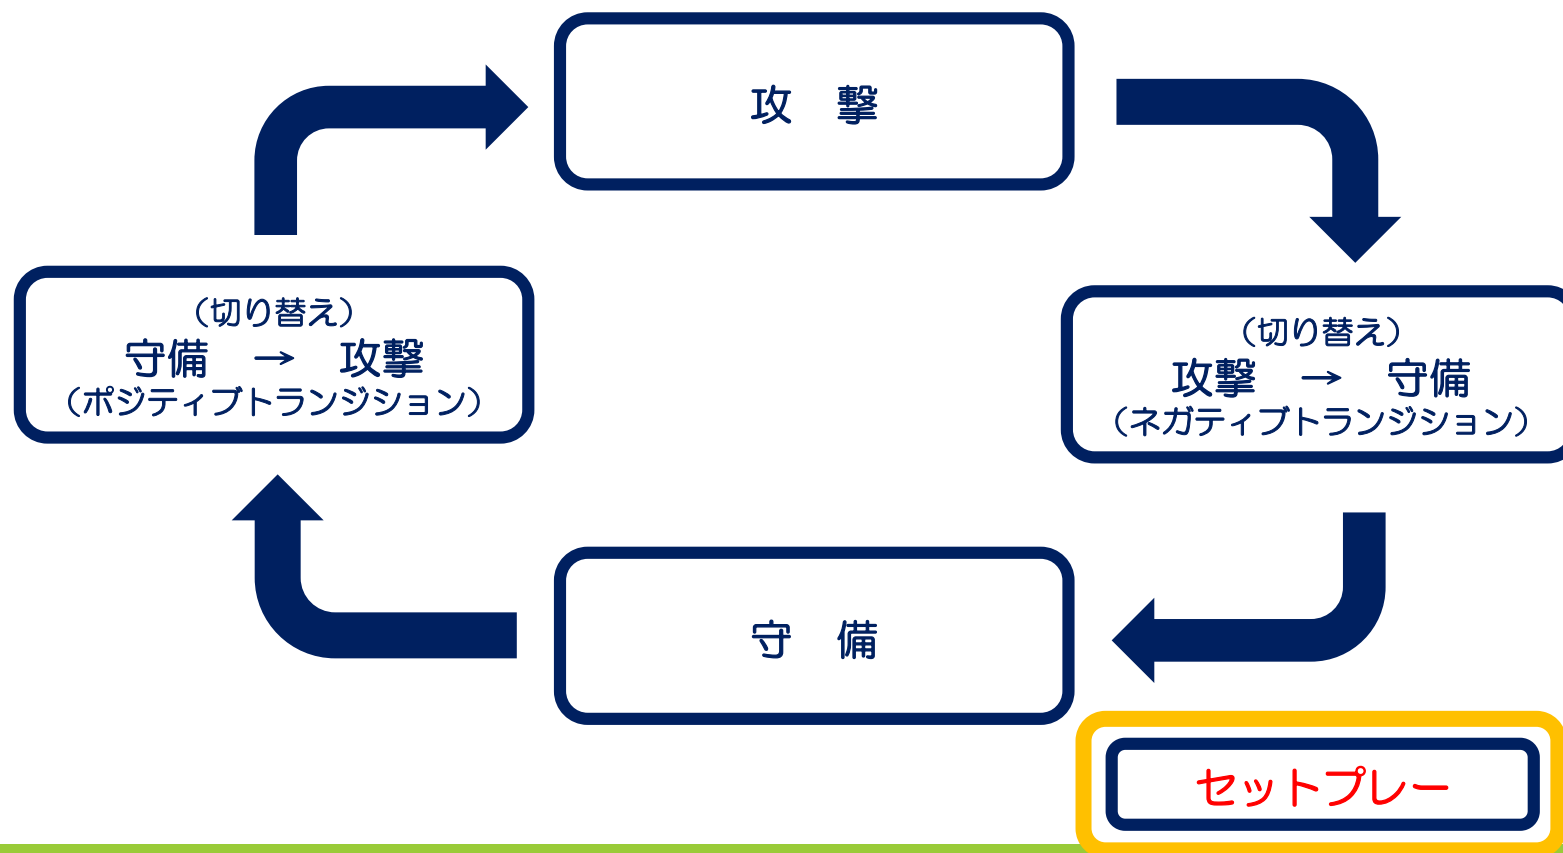 攻　撃
（切り替え）
守備　→　攻撃
（ポジティブトランジション）
（切り替え）
攻撃　→　守備
（ネガティブトランジション）
守　備
セットプレー